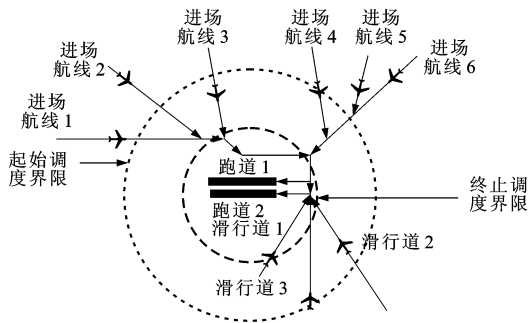 进场
航线3
进场
航线4
进场
航线5
进场
航线2
进场
航线6
进场
航线1
起始调
度界限
跑道1
跑道2
滑行道1
终止调
度界限
滑行道2
滑行道3